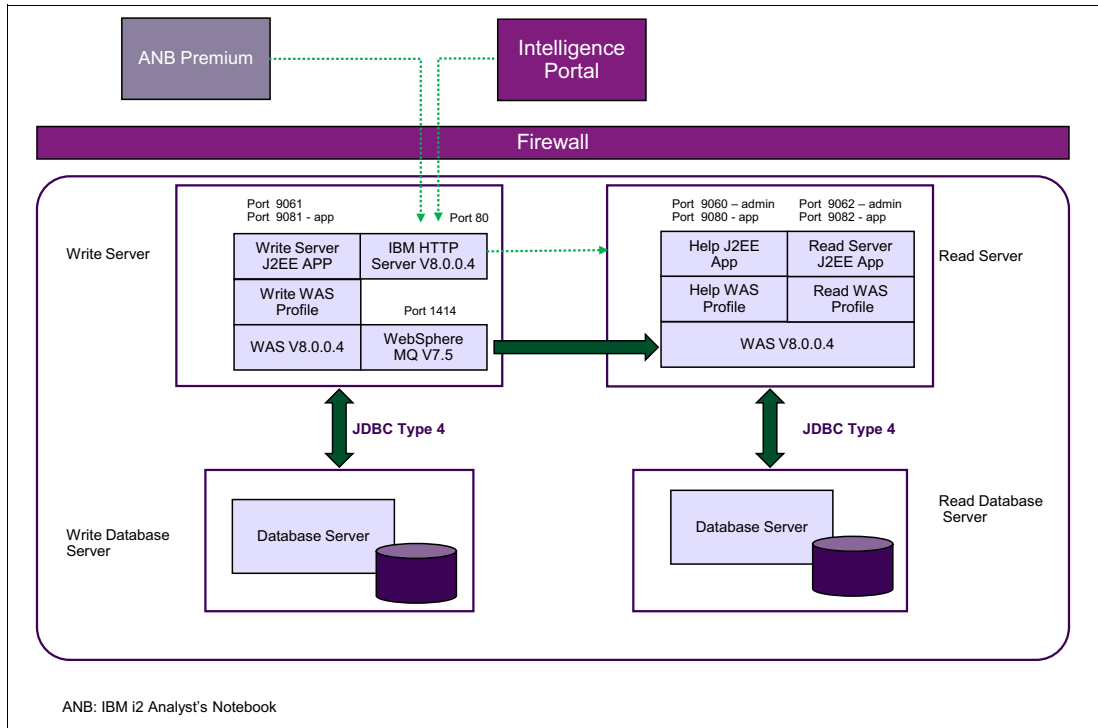 ANB Premium
Intelligence
Portal
Firewall
Write Server
Port 9061
Port 9081 - app
Port 80
Write Server
J2EE APP
IBM HTTP
Server V8.0.0.4
Write WAS
Profile
Port 1414
WAS V8.0.0.4
WebSphere
MQ V7.5
Port 9060 – admin
Port 9080 - app
Port 9062 – admin
Port 9082 - app
Read Server
Help J2EE
App
Read Server
J2EE App
Help WAS
Profile
Read WAS
Profile
WAS V8.0.0.4
JDBC Type 4
JDBC Type 4
Write Database
Server
Database Server
Database Server
Read Database
Server
ANB: IBM i2 Analyst's Notebook